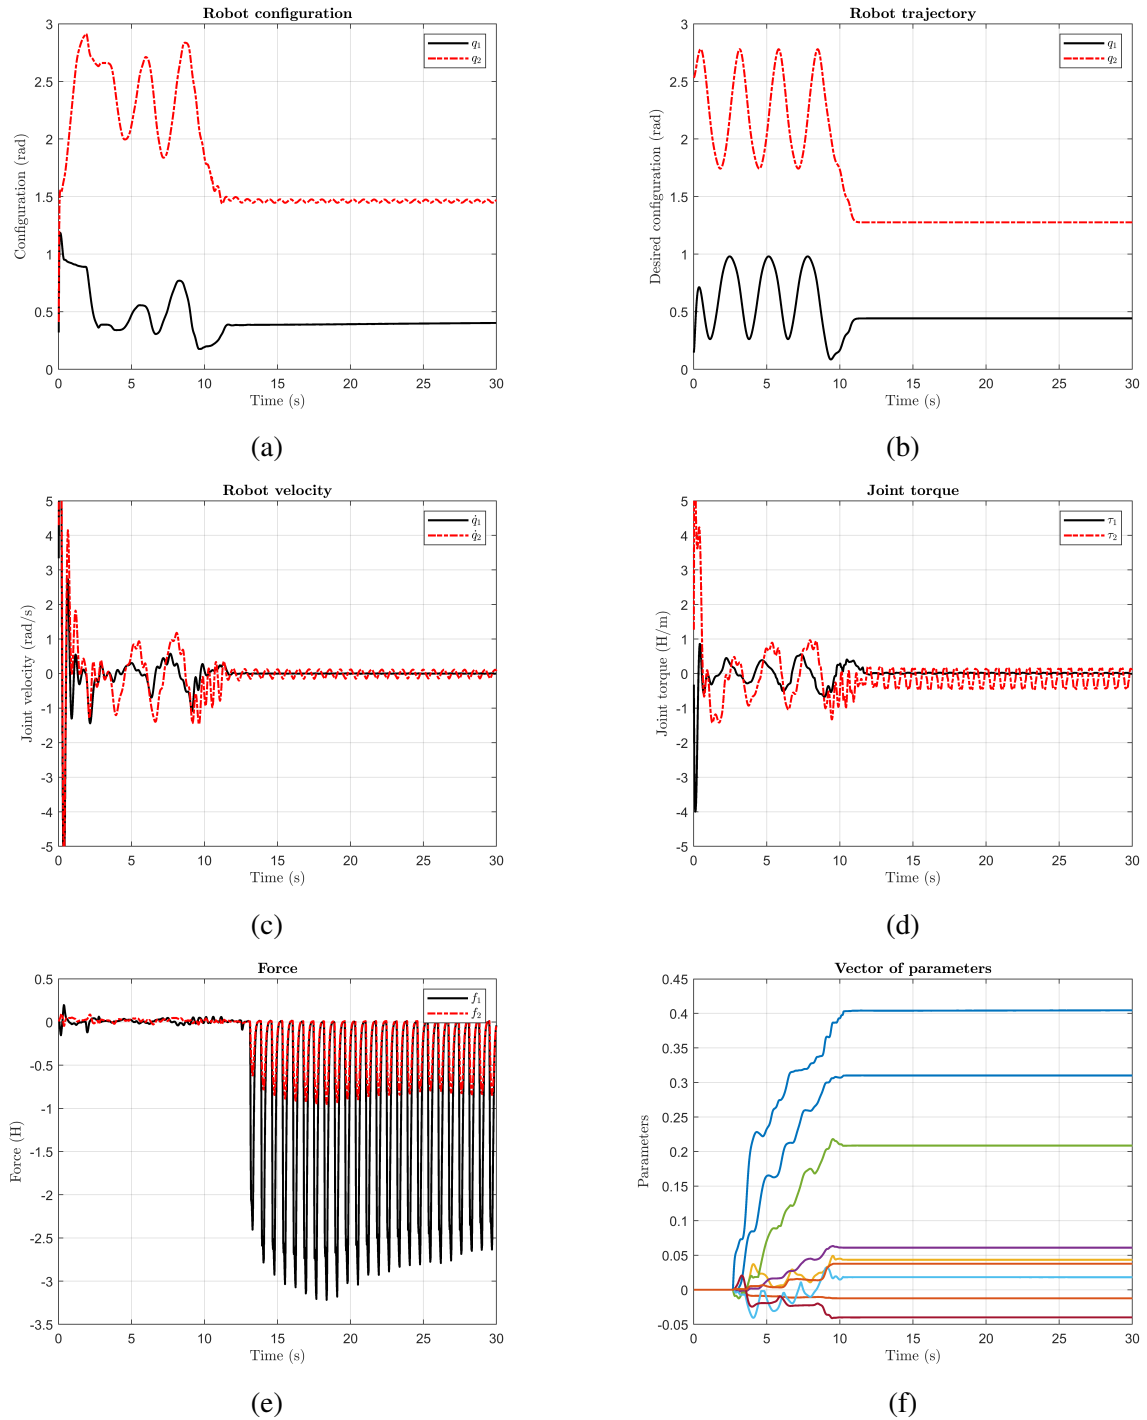 Robot configuration
3
2.5
2
1.5
1
0.5
0
Configuration (rad)
q₁
q₂
0 5 10 15 20 25 30
Time (s)
(a)
Robot trajectory
3
2.5
2
1.5
1
0.5
0
Desired configuration (rad)
q₁
q₂
0 5 10 15 20 25 30
Time (s)
(b)
Robot velocity
5
4
3
2
1
0
-1
-2
-3
-4
-5
Joint velocity (rad/s)
q̇₁
q̇₂
0 5 10 15 20 25 30
Time (s)
(c)
Joint torque
5
4
3
2
1
0
-1
-2
-3
-4
-5
Joint torque (H/m)
τ₁
τ₂
0 5 10 15 20 25 30
Time (s)
(d)
Force
0.5
0
-0.5
-1
-1.5
-2
-2.5
-3
-3.5
Force (H)
f₁
f₂
0 5 10 15 20 25 30
Time (s)
(e)
Vector of parameters
0.45
0.4
0.35
0.3
0.25
0.2
0.15
0.1
0.05
0
-0.05
Parameters
0 5 10 15 20 25 30
Time (s)
(f)